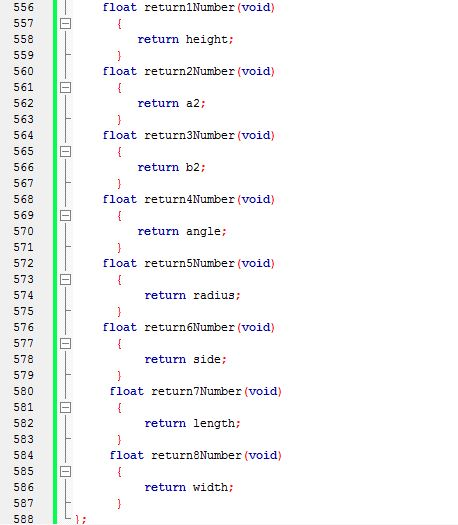 556 float return1Number(void)
557 {
558 return height;
559 }
560 float return2Number(void)
561 {
562 return a2;
563 }
564 float return3Number(void)
565 {
566 return b2;
567 }
568 float return4Number(void)
569 {
570 return angle;
571 }
572 float return5Number(void)
573 {
574 return radius;
575 }
576 float return6Number(void)
577 {
578 return side;
579 }
580 float return7Number(void)
581 {
582 return length;
583 }
584 float return8Number(void)
585 {
586 return width;
587 }
588 };